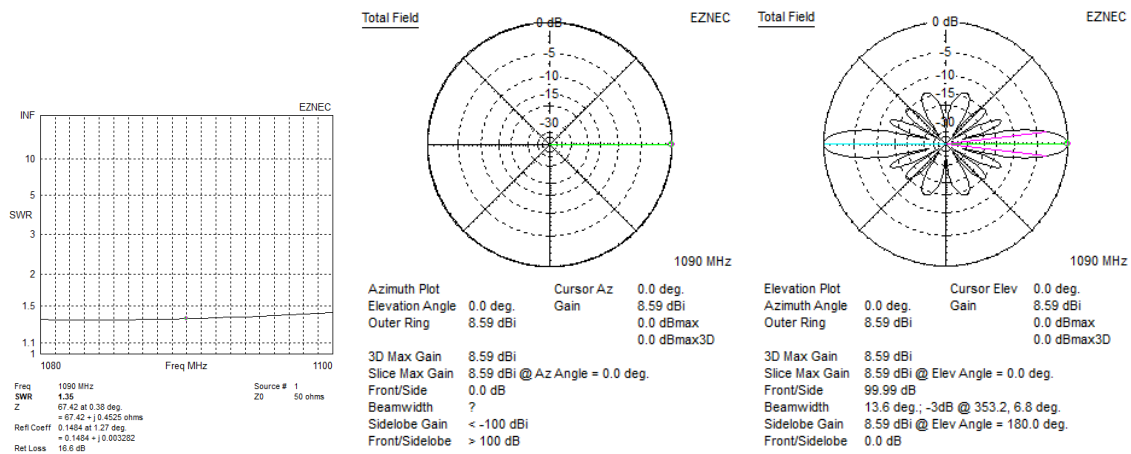 EZNEC
INF
10
5
SWR
3
2
1.5
1.1
1
1080 Freq MHz 1100
Freq 1090 MHz Source # 1
SWR 1.35 Z0 50 ohms
Z 67.42 at 0.38 deg.
= 67.42 + j 0.4525 ohms
Refl Coeff 0.1484 at 1.27 deg.
= 0.1484 + j 0.003282
Ret Loss 16.6 dB
Total Field EZNEC
0 dB
-5
-10
-15
-30
1090 MHz
Azimuth Plot Cursor Az 0.0 deg.
Elevation Angle 0.0 deg. Gain 8.59 dBi
Outer Ring 8.59 dBi 0.0 dBmax
0.0 dBmax3D
3D Max Gain 8.59 dBi
Slice Max Gain 8.59 dBi @ Az Angle = 0.0 deg.
Front/Side 0.0 dB
Beamwidth ?
Sidelobe Gain < -100 dBi
Front/Sidelobe > 100 dB
Total Field EZNEC
0 dB
-5
-10
-15
-30
1090 MHz
Elevation Plot Cursor Elev 0.0 deg.
Azimuth Angle 0.0 deg. Gain 8.59 dBi
Outer Ring 8.59 dBi 0.0 dBmax
0.0 dBmax3D
3D Max Gain 8.59 dBi
Slice Max Gain 8.59 dBi @ Elev Angle = 0.0 deg.
Front/Side 99.99 dB
Beamwidth 13.6 deg.; -3dB @ 353.2, 6.8 deg.
Sidelobe Gain 8.59 dBi @ Elev Angle = 180.0 deg.
Front/Sidelobe 0.0 dB